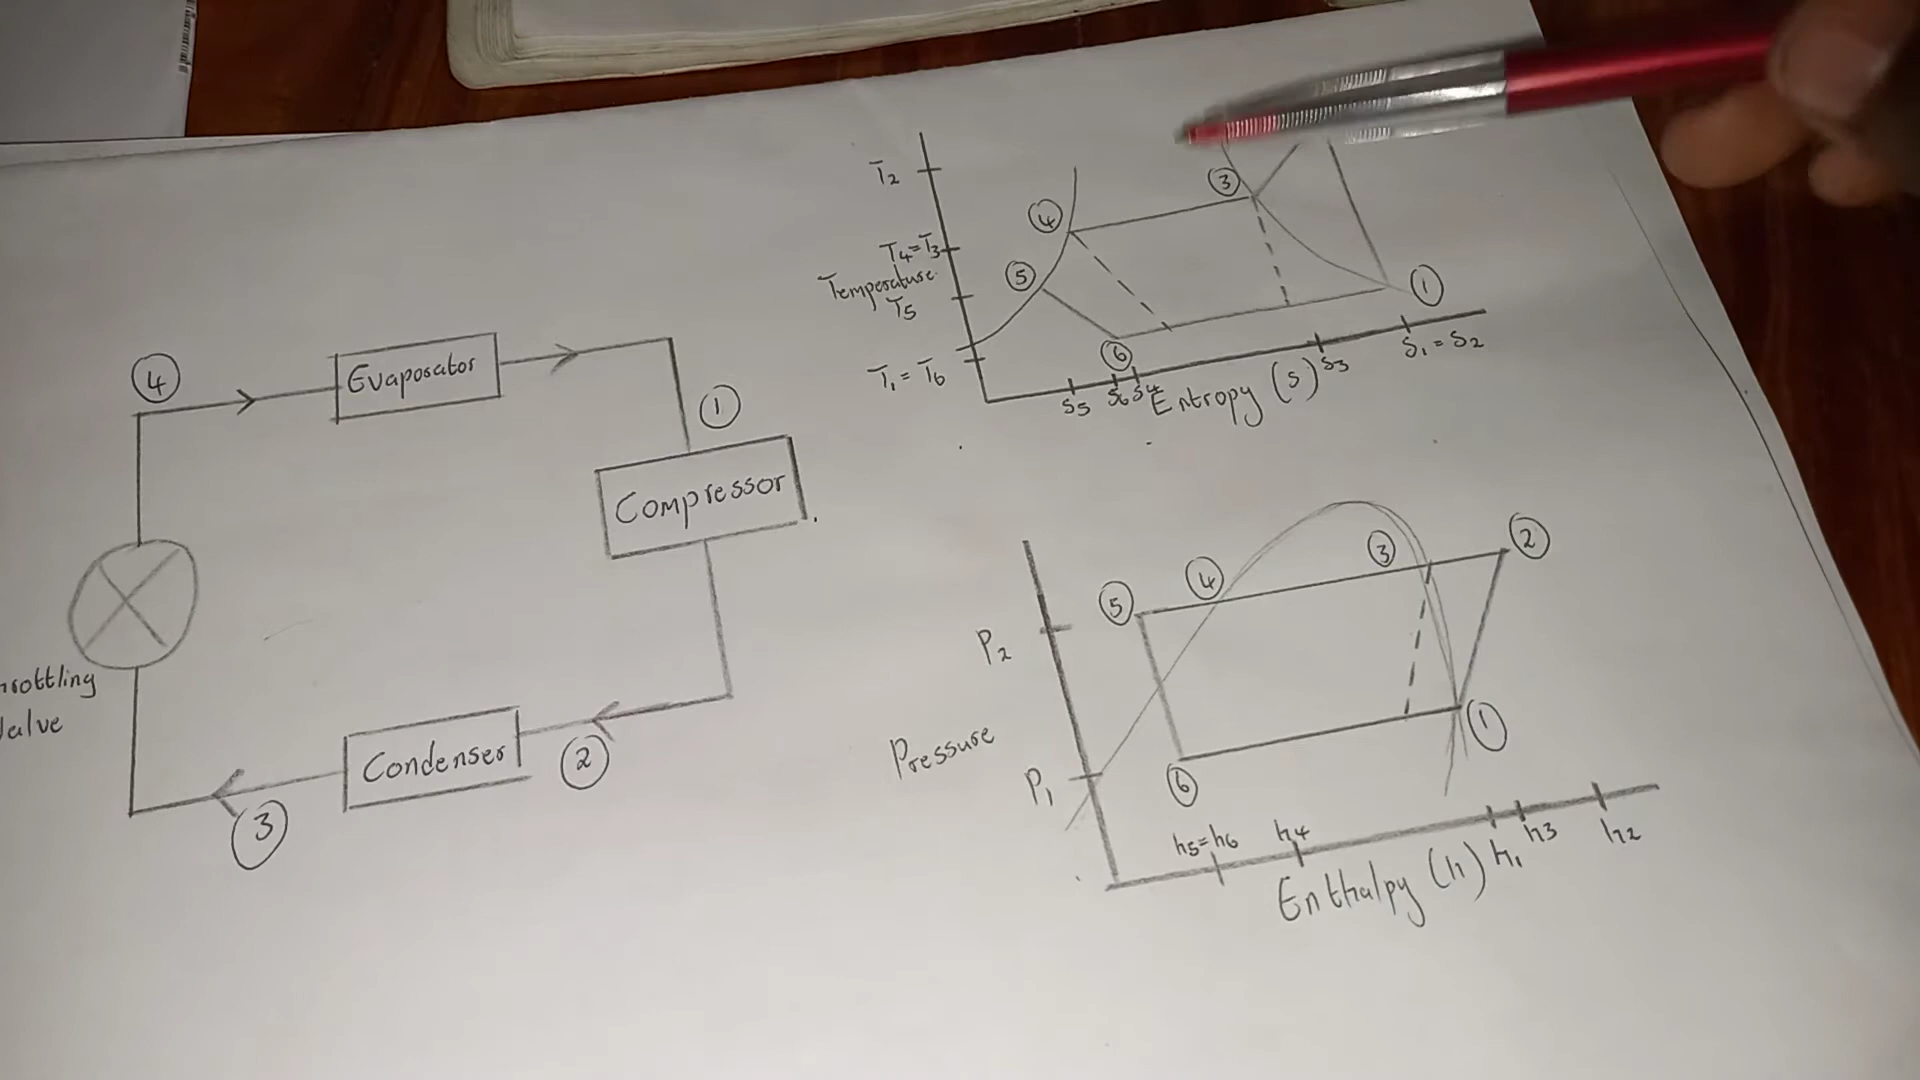 4
Evaporator
1
Compressor
Valve
Condenser
2
3
T2
T4=T3
Temperature
T5
T1 = T6
3
4
5
1
6
S5
S6
S4
S3
S1 = S2
Entropy (s)
2
3
4
5
P2
Pressure
P1
1
6
h5=h6
h4
h1
h3
h2
Enthalpy (h)